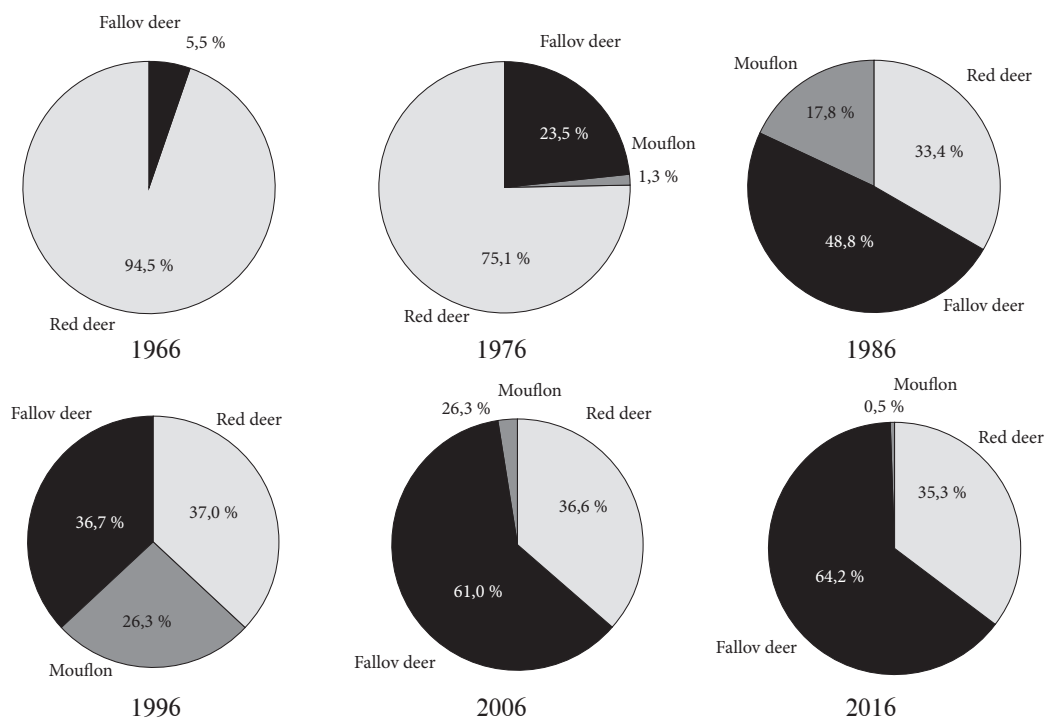 Fallov deer
5,5 %
94,5 %
Red deer
1966
Fallov deer
23,5 %
Mouflon
1,3 %
75,1 %
Red deer
1976
Mouflon
Red deer
17,8 %
33,4 %
48,8 %
Fallov deer
1986
Fallov deer
Red deer
36,7 %
37,0 %
26,3 %
Mouflon
1996
Mouflon
26,3 %
Red deer
36,6 %
61,0 %
Fallov deer
2006
Mouflon
0,5 %
Red deer
35,3 %
64,2 %
Fallov deer
2016